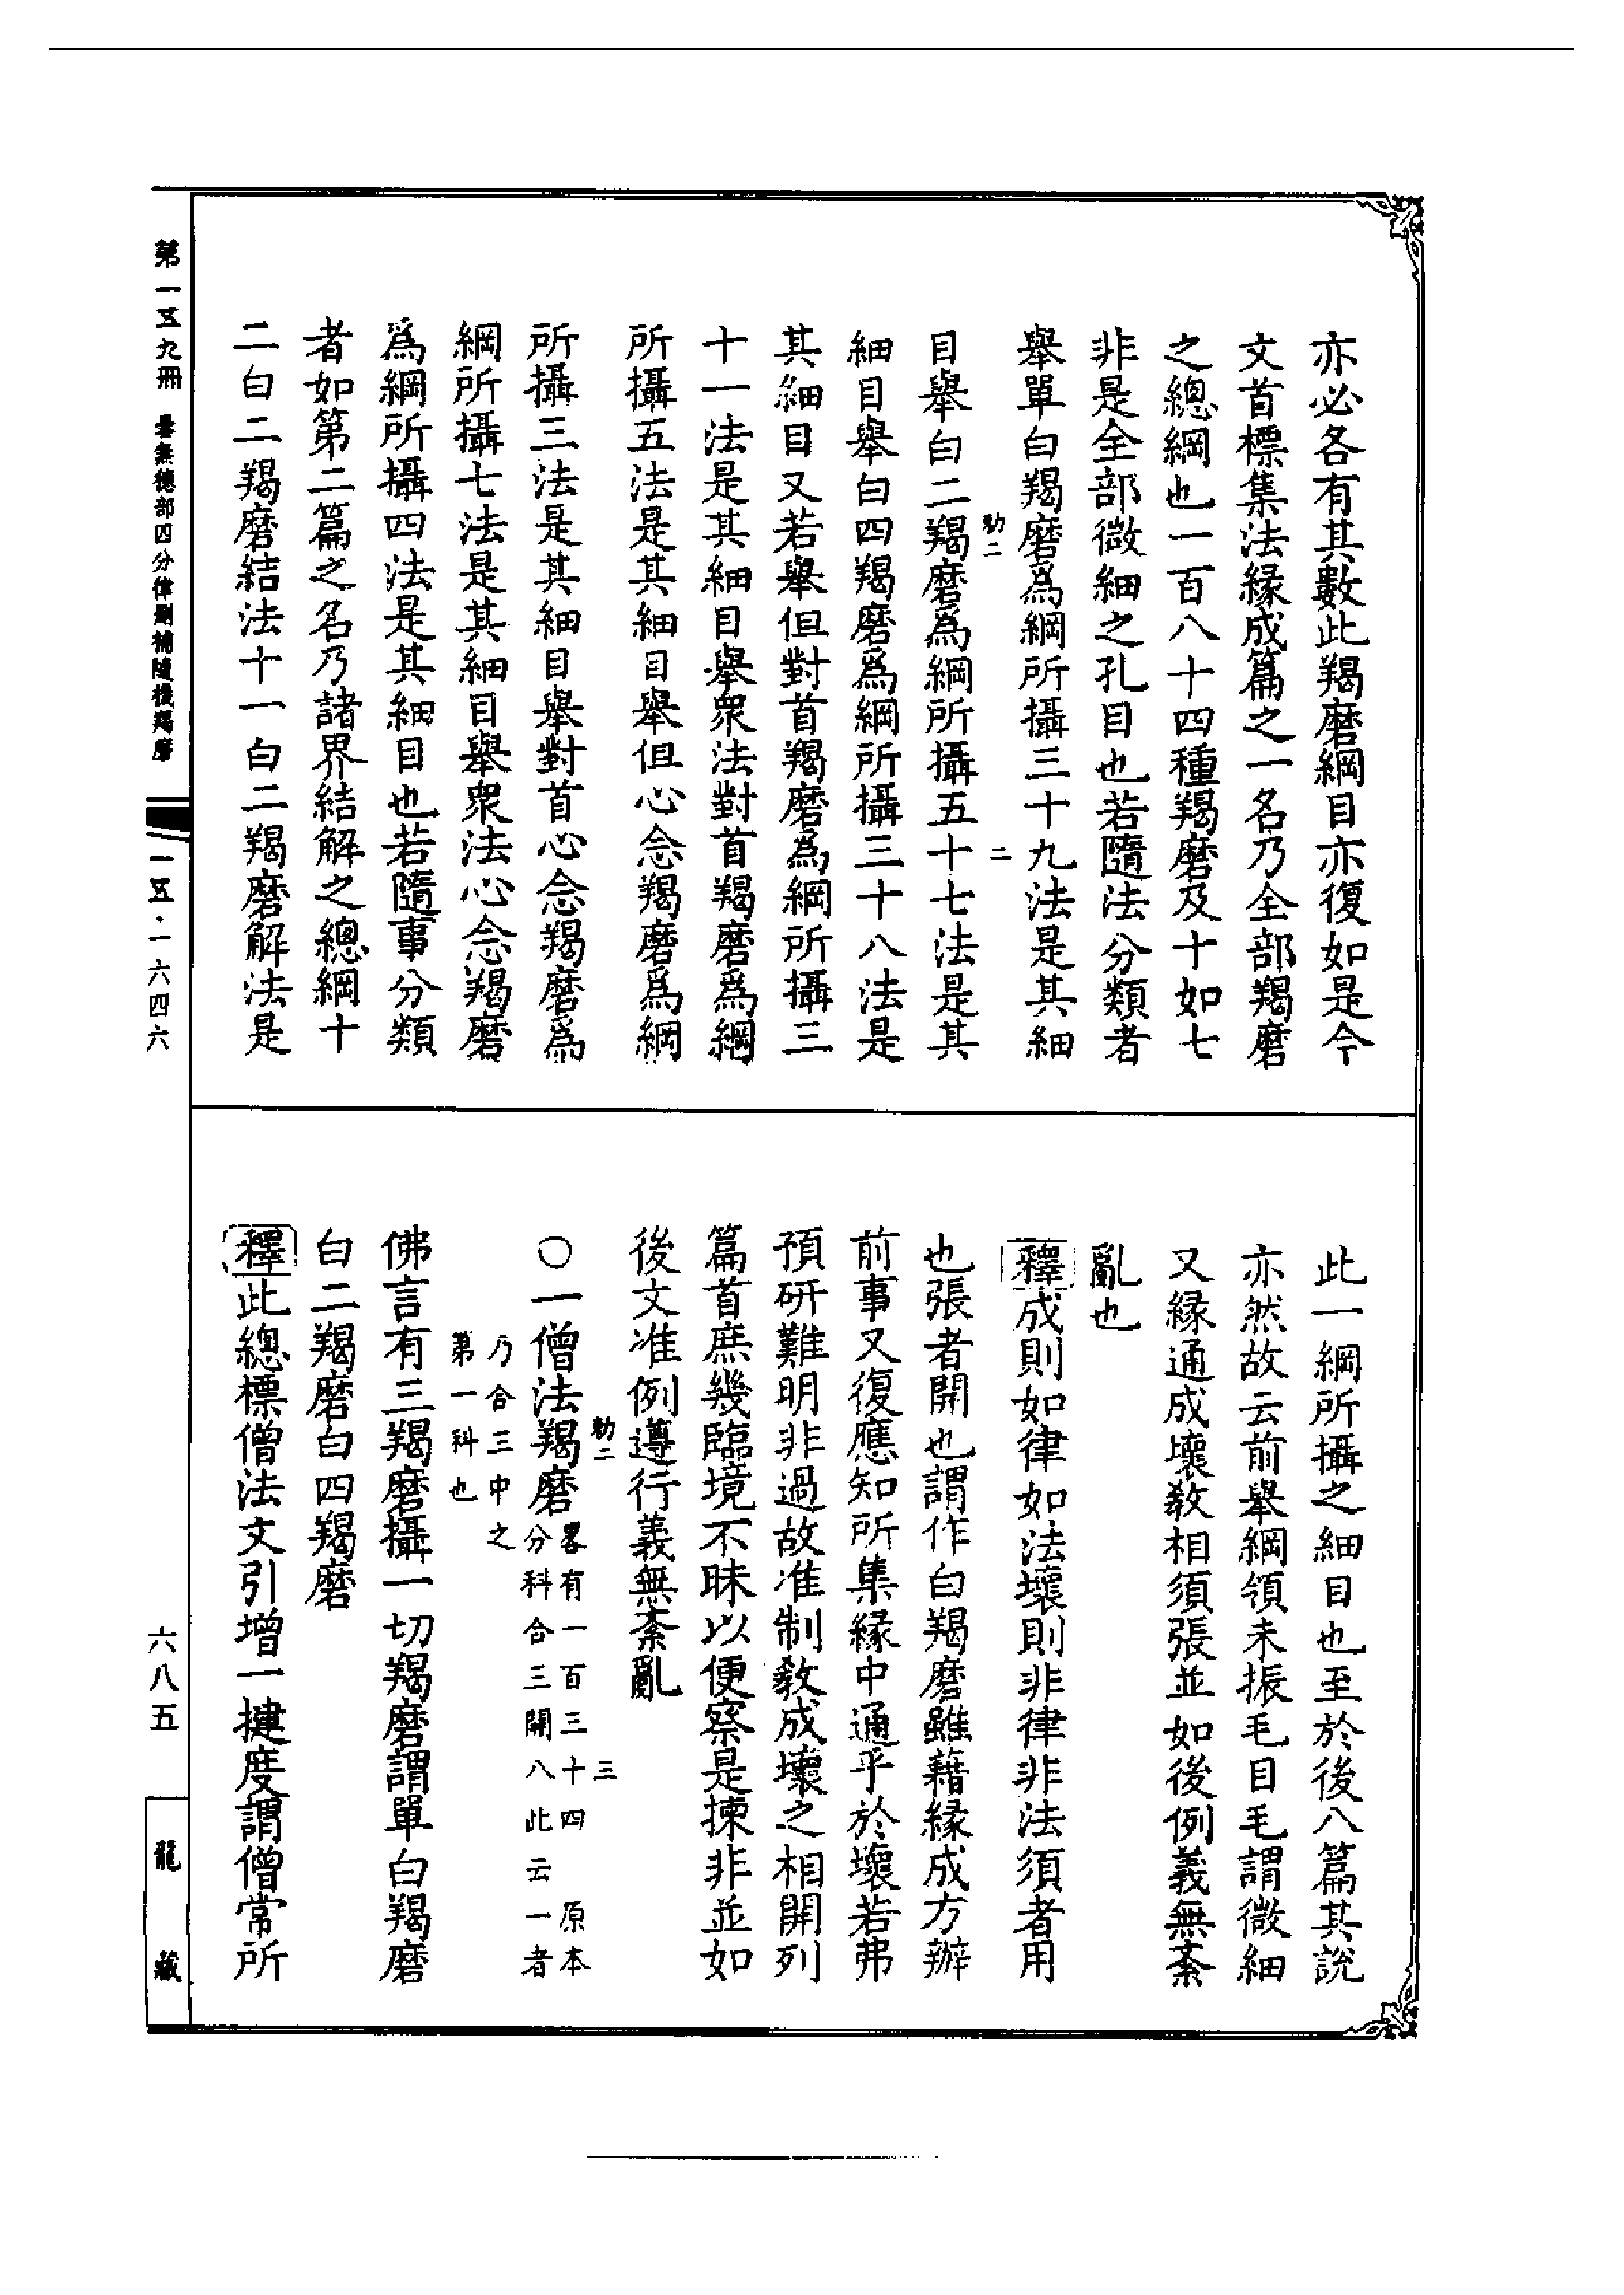 亦必各有其數此羯磨綱目亦復如是今
文首標集法緣成篇之一名乃全部羯磨
之總綱也一百八十四種羯磨及十如七
非是全部微細之孔目也若隨法分類者
舉單白羯磨爲綱所攝三十九法是其細
勅二 二
目舉白二羯磨爲綱所攝五十七法是其
細目舉白四羯磨爲綱所攝三十八法是
其細目又若舉但對首羯磨爲綱所攝三
十一法是其細目舉眾法對首羯磨爲綱
所攝五法是其細目舉但心念羯磨爲綱
所攝三法是其細目舉對首心念羯磨爲
綱所攝七法是其細目舉眾法心念羯磨
爲綱所攝四法是其細目也若隨事分類
者如第二篇之名乃諸界結解之總綱十
二白二羯磨結法十一白二羯磨解法是
此一綱所攝之細目也至於後八篇其說
亦然故云前舉綱領未振毛目毛謂微細
又緣通成壞教相須張並如後例義無紊
亂也
釋成則如律如法壞則非律非法須者用
也張者開也謂作白羯磨雖藉緣成方辦
前事又復應知所集緣中通乎於壞若弗
預研難明非過故准制教成壞之相開列
篇首庶幾臨境不昧以便察是揀非並如
後文准例遵行義無紊亂
勅二 三
〇一僧法羯磨畧有一百三十四 原本
分科合三開八此云一者
乃合三中之
第一科也
佛言有三羯磨攝一切羯磨謂單白羯磨
白二羯磨白四羯磨
釋此總標僧法文引增一揵度謂僧常所
第一五九冊 曇無德部四分律刪補隨機羯磨
一五·一六四六
六八五
龍藏